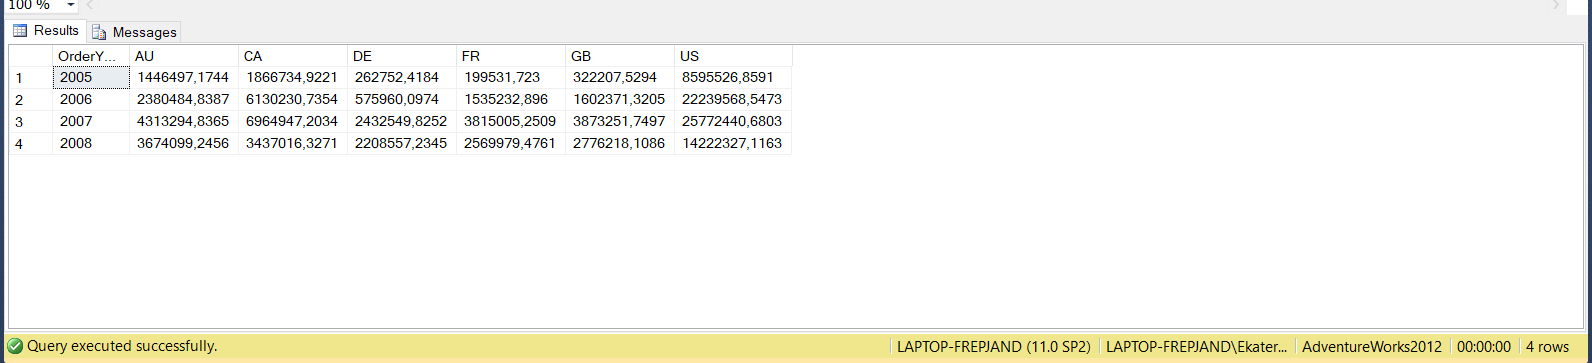 100 %
Results Messages
OrderY... AU CA DE FR GB US
1 2005 1446497,1744 1866734,9221 262752,4184 199531,723 322207,5294 8595526,8591
2 2006 2380484,8387 6130230,7354 575960,0974 1535232,896 1602371,3205 22239568,5473
3 2007 4313294,8365 6964947,2034 2432549,8252 3815005,2509 3873251,7497 25772440,6803
4 2008 3674099,2456 3437016,3271 2208557,2345 2569979,4761 2776218,1086 14222327,1163
Query executed successfully. LAPTOP-FREPJAND (11.0 SP2) LAPTOP-FREPJAND\Ekater... AdventureWorks2012 00:00:00 4 rows